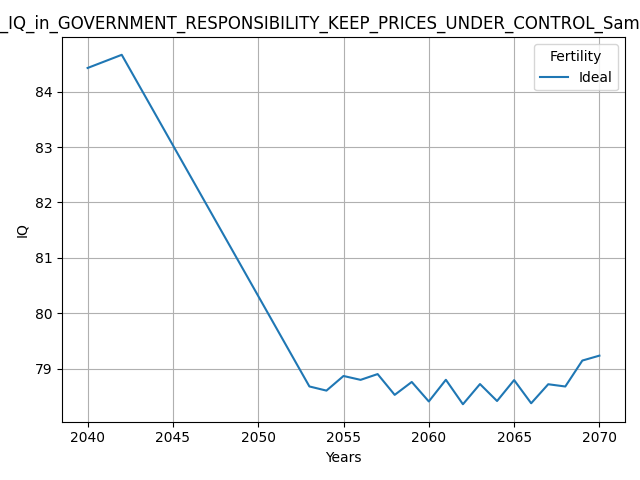 _IQ_in_GOVERNMENT_RESPONSIBILITY_KEEP_PRICES_UNDER_CONTROL_Sam
Fertility
Ideal
84
83
82
81
80
79
IQ
2040 2045 2050 2055 2060 2065 2070
Years